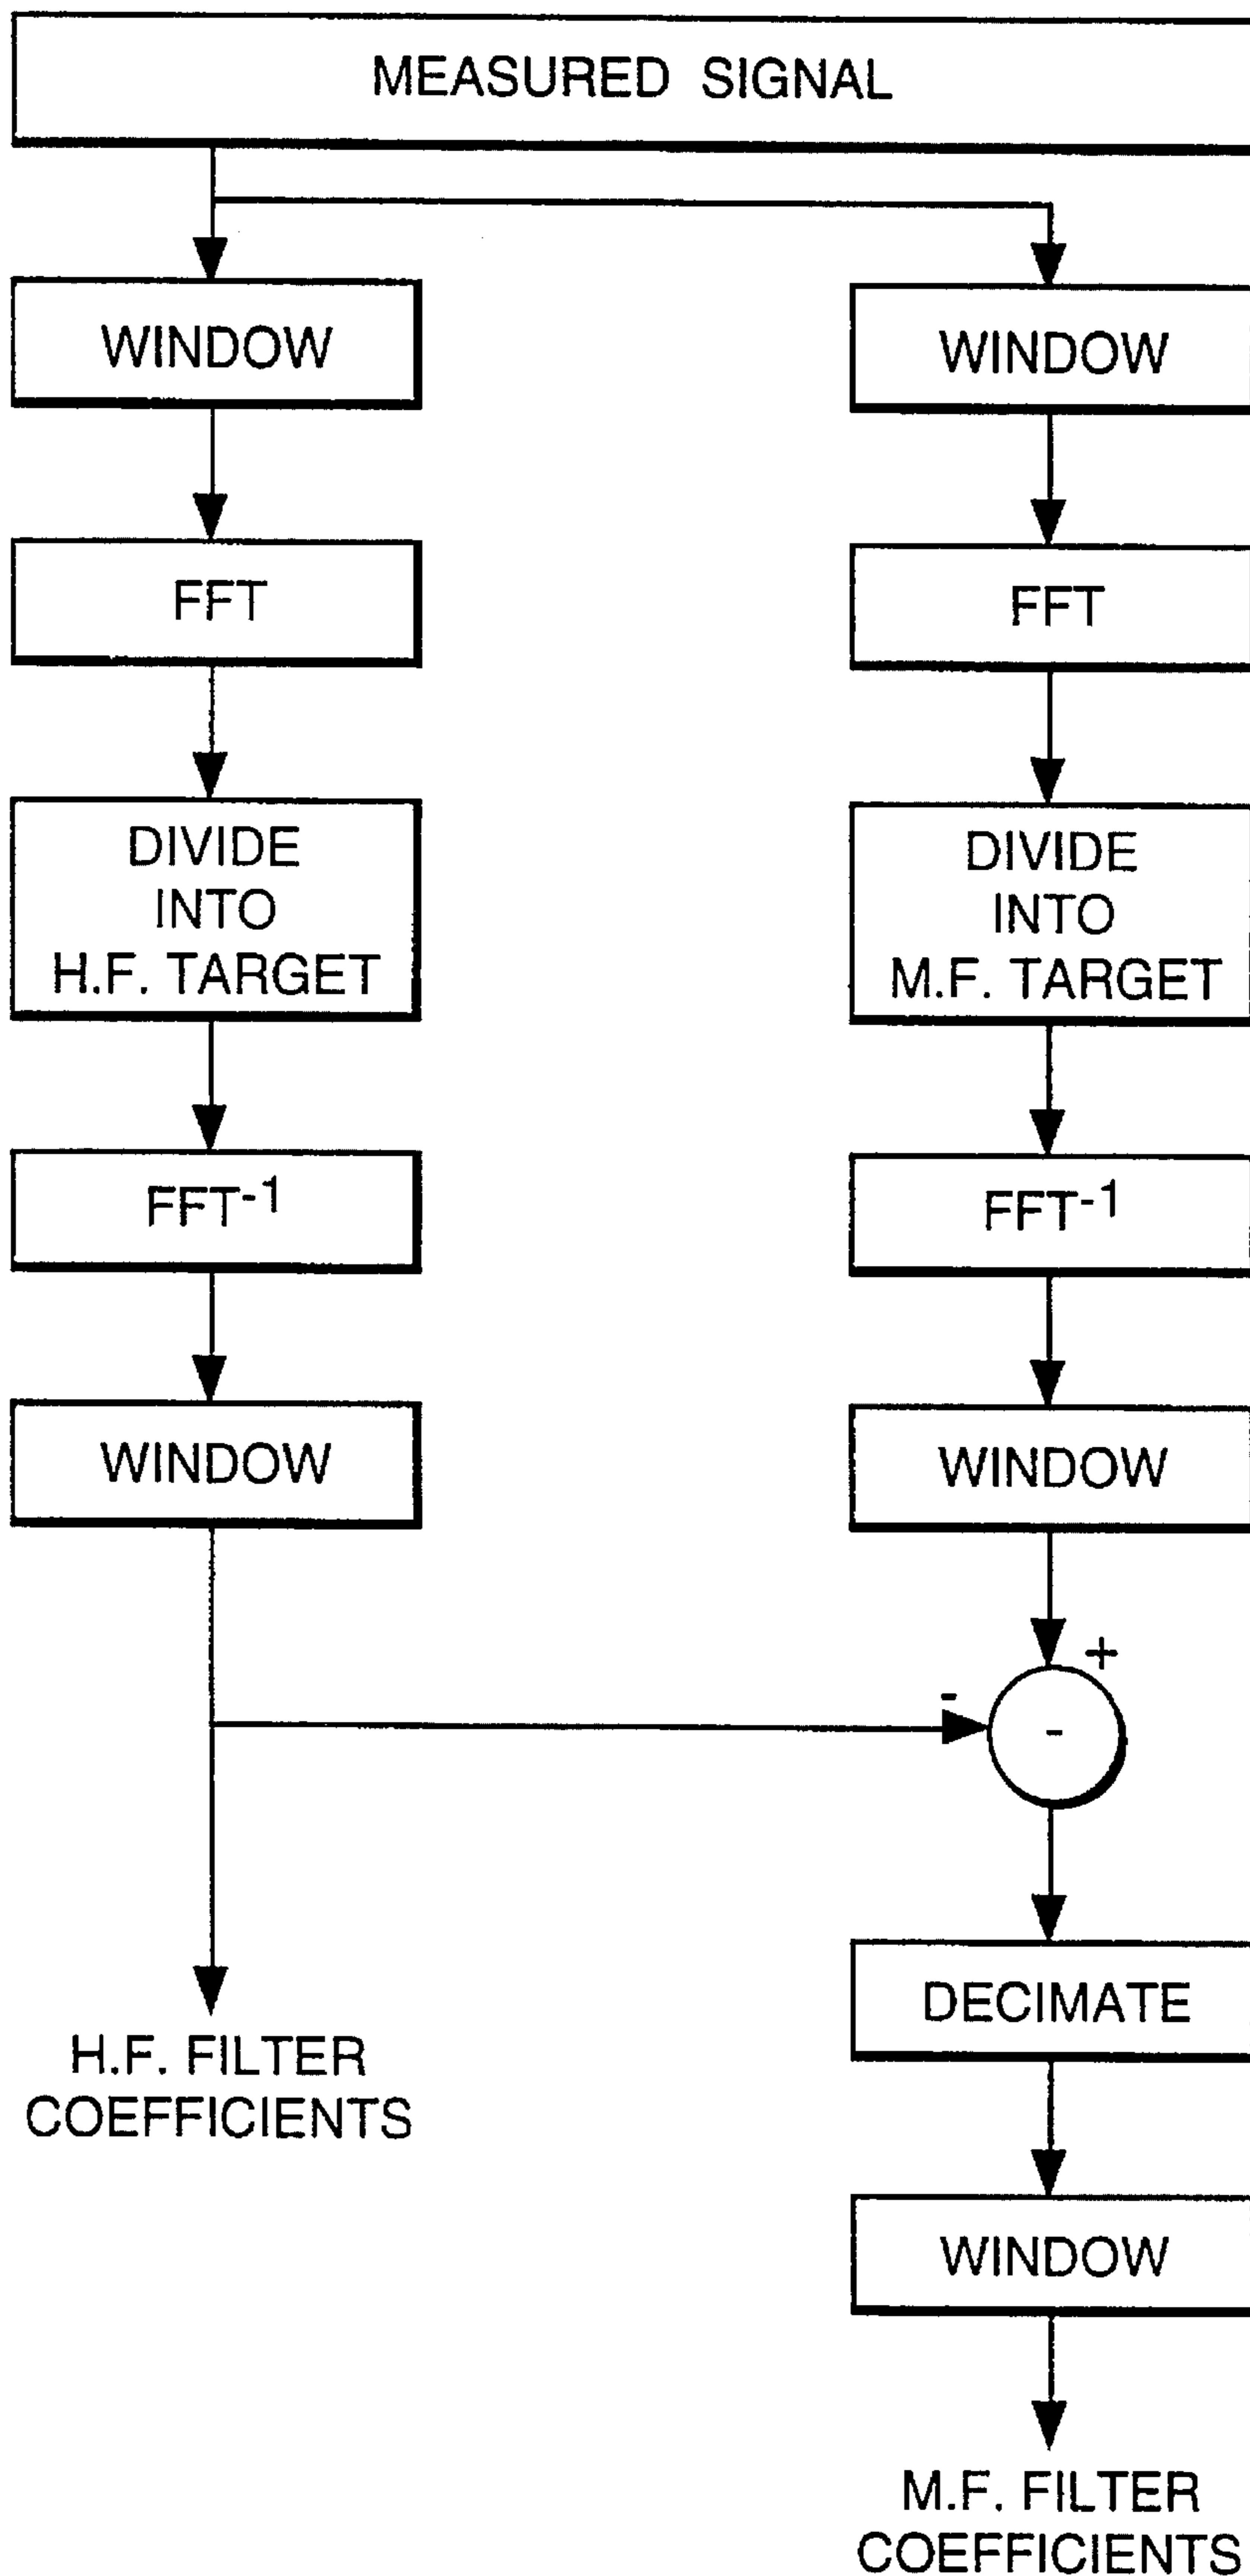 MEASURED SIGNAL
WINDOW
WINDOW
FFT
FFT
DIVIDE
INTO
H.F. TARGET
DIVIDE
INTO
M.F. TARGET
FFT-1
FFT-1
WINDOW
WINDOW
+
-
-
DECIMATE
H.F. FILTER
COEFFICIENTS
WINDOW
M.F. FILTER
COEFFICIENTS